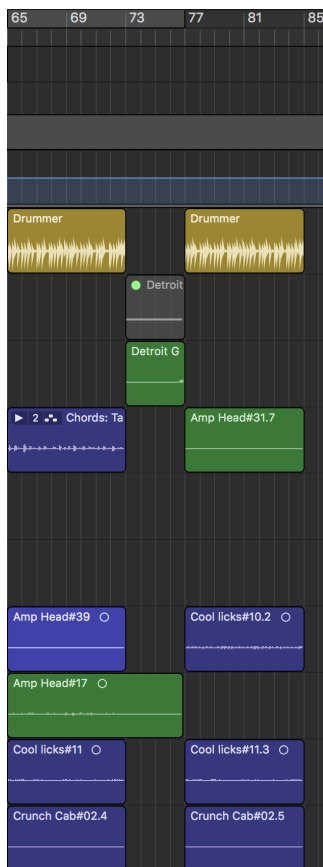 65 69 73 77 81 85
Drummer Drummer
Detroit
Detroit G
2 Chords: Ta Amp Head#31.7
Amp Head#39 Cool licks#10.2
Amp Head#17
Cool licks#11 Cool licks#11.3
Crunch Cab#02.4 Crunch Cab#02.5